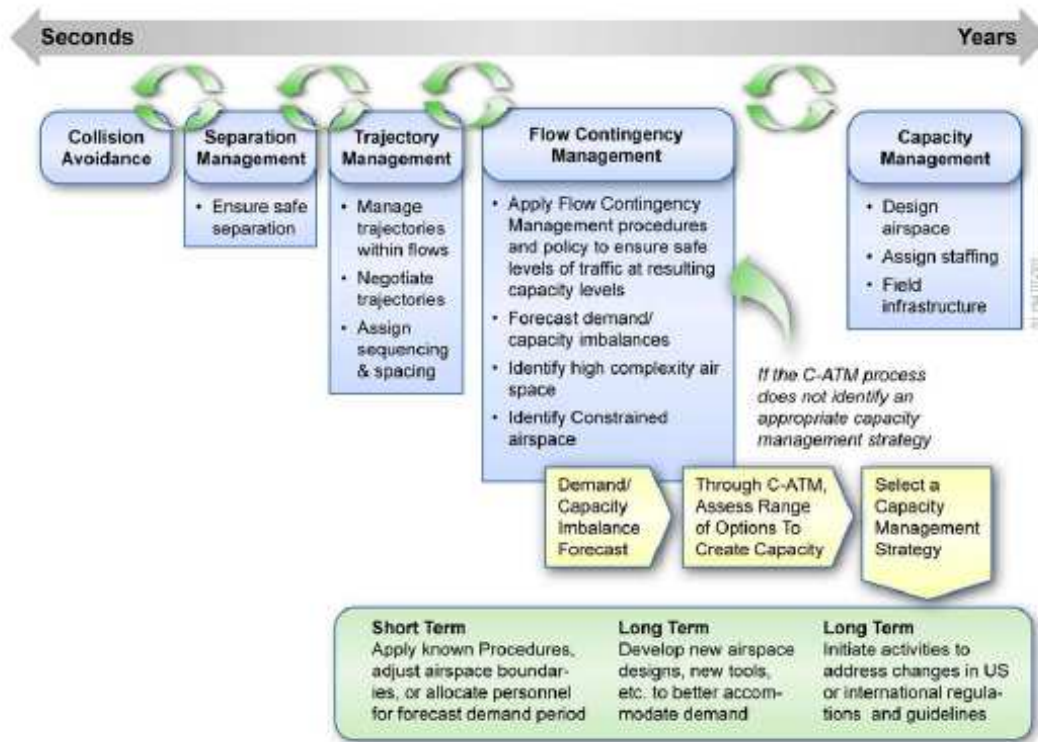 Seconds
Years
Collision
Avoidance
Separation
Management
• Ensure safe
separation
Trajectory
Management
• Manage
trajectories
within flows
• Negotiate
trajectories
• Assign
sequencing
& spacing
Flow Contingency
Management
• Apply Flow Contingency
Management procedures
and policy to ensure safe
levels of traffic at resulting
capacity levels
• Forecast demand/
capacity imbalances
• Identify high complexity air
space
• Identify Constrained
airspace
Capacity
Management
• Design
airspace
• Assign staffing
• Field
infrastructure
If the C-ATM process
does not identify an
appropriate capacity
management strategy
Demand/
Capacity
Imbalance
Forecast
Through C-ATM,
Assess Range
of Options To
Create Capacity
Select a
Capacity
Management
Strategy
Short Term
Apply known Procedures,
adjust airspace boundar-
ies, or allocate personnel
for forecast demand period
Long Term
Develop new airspace
designs, new tools,
etc. to better accom-
modate demand
Long Term
Initiate activities to
address changes in US
or international regula-
tions and guidelines